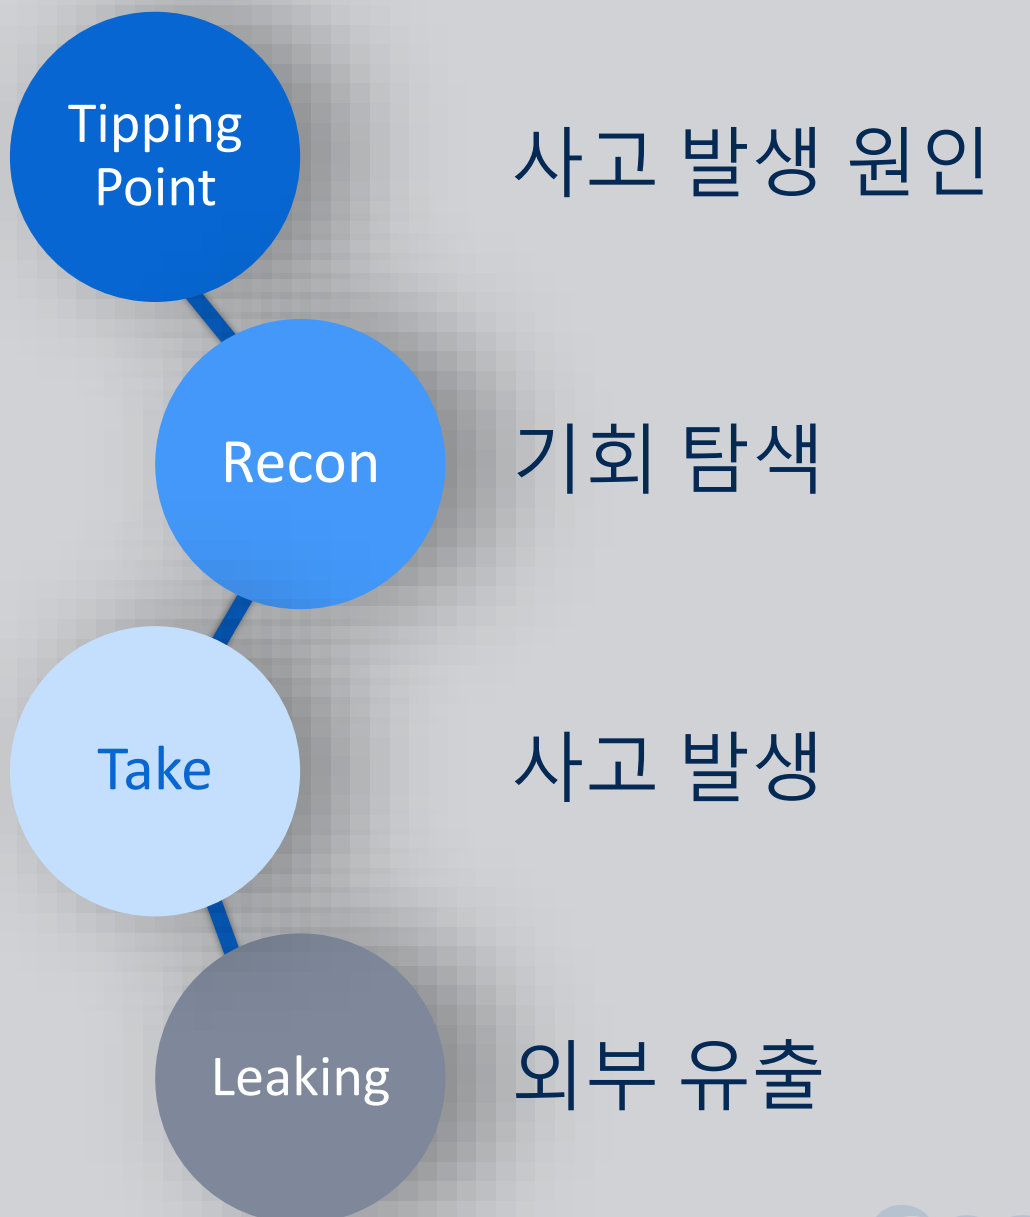 Tipping
Point
사고 발생 원인
Recon
기회 탐색
Take
사고 발생
Leaking
외부 유출